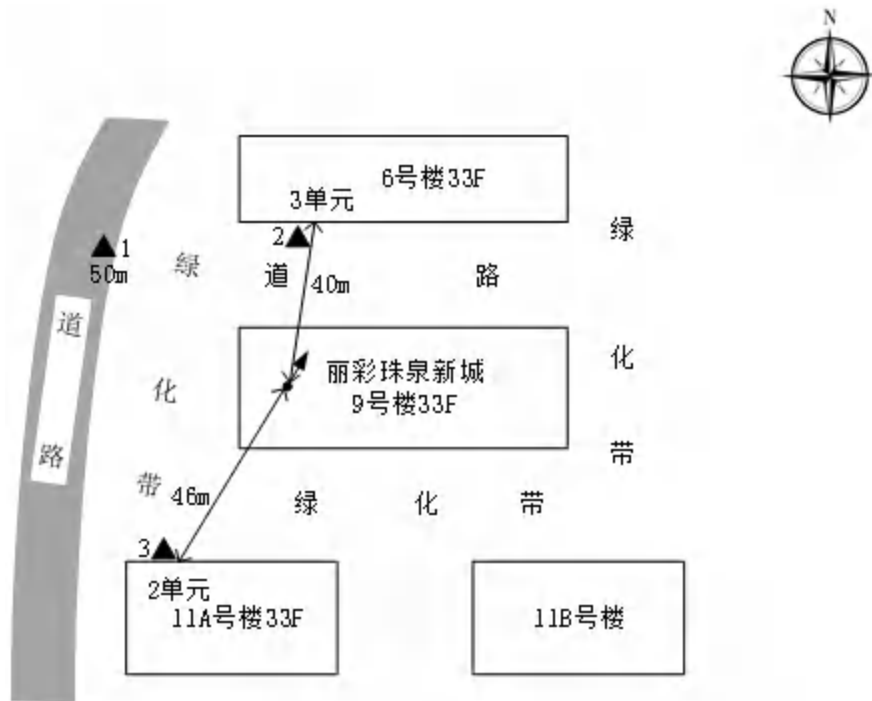 N
6号楼33F
3单元
2
绿
1
50m
绿
道 路
40m
道
路
化
带
丽彩珠泉新城
9号楼33F
化
带
46m
绿 化 带
3
2单元
11A号楼33F
11B号楼